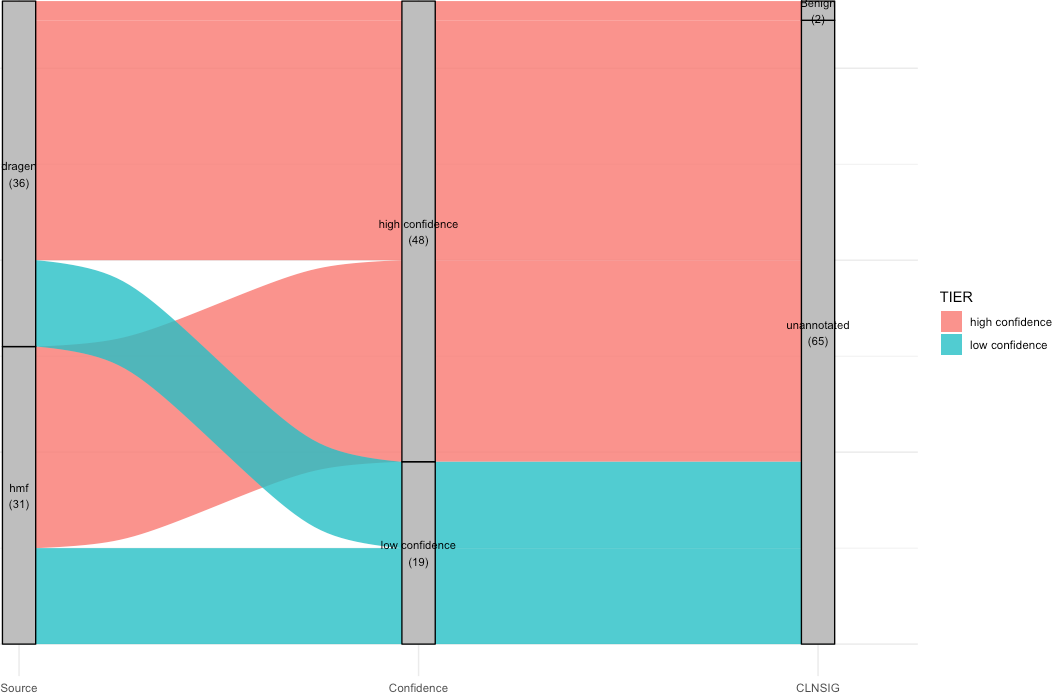 Benign
(2)
dragen
(36)
high confidence
(48)
TIER
high confidence
low confidence
unannotated
(65)
hmf
(31)
low confidence
(19)
Source
Confidence
CLNSIG